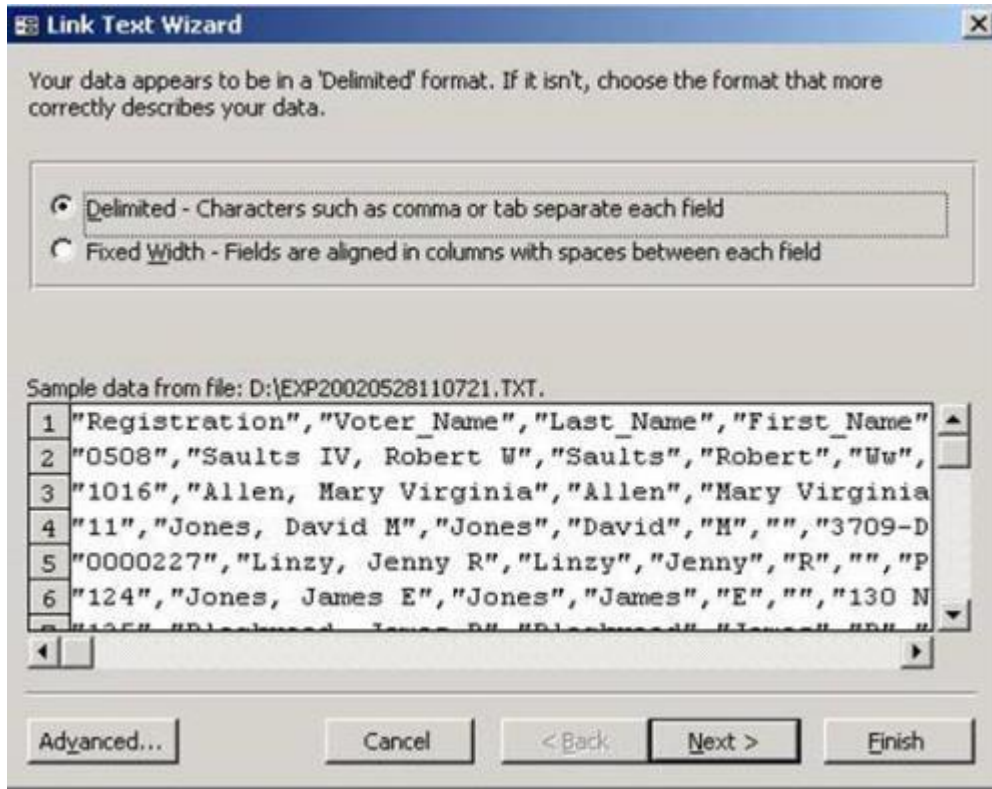 Link Text Wizard
Your data appears to be in a 'Delimited' format. If it isn't, choose the format that more
correctly describes your data.
Delimited - Characters such as comma or tab separate each field
Fixed Width - Fields are aligned in columns with spaces between each field
Sample data from file: D:\EXP20020528110721.TXT.
1 "Registration","Voter_Name","Last_Name","First_Name"
2 "0508","Saults IV, Robert W","Saults","Robert","Ww",
3 "1016","Allen, Mary Virginia","Allen","Mary Virginia
4 "11","Jones, David M","Jones","David","M","","3709-D
5 "0000227","Linzy, Jenny R","Linzy","Jenny","R","","P
6 "124","Jones, James E","Jones","James","E","","130 N
Advanced... Cancel < Back Next > Finish